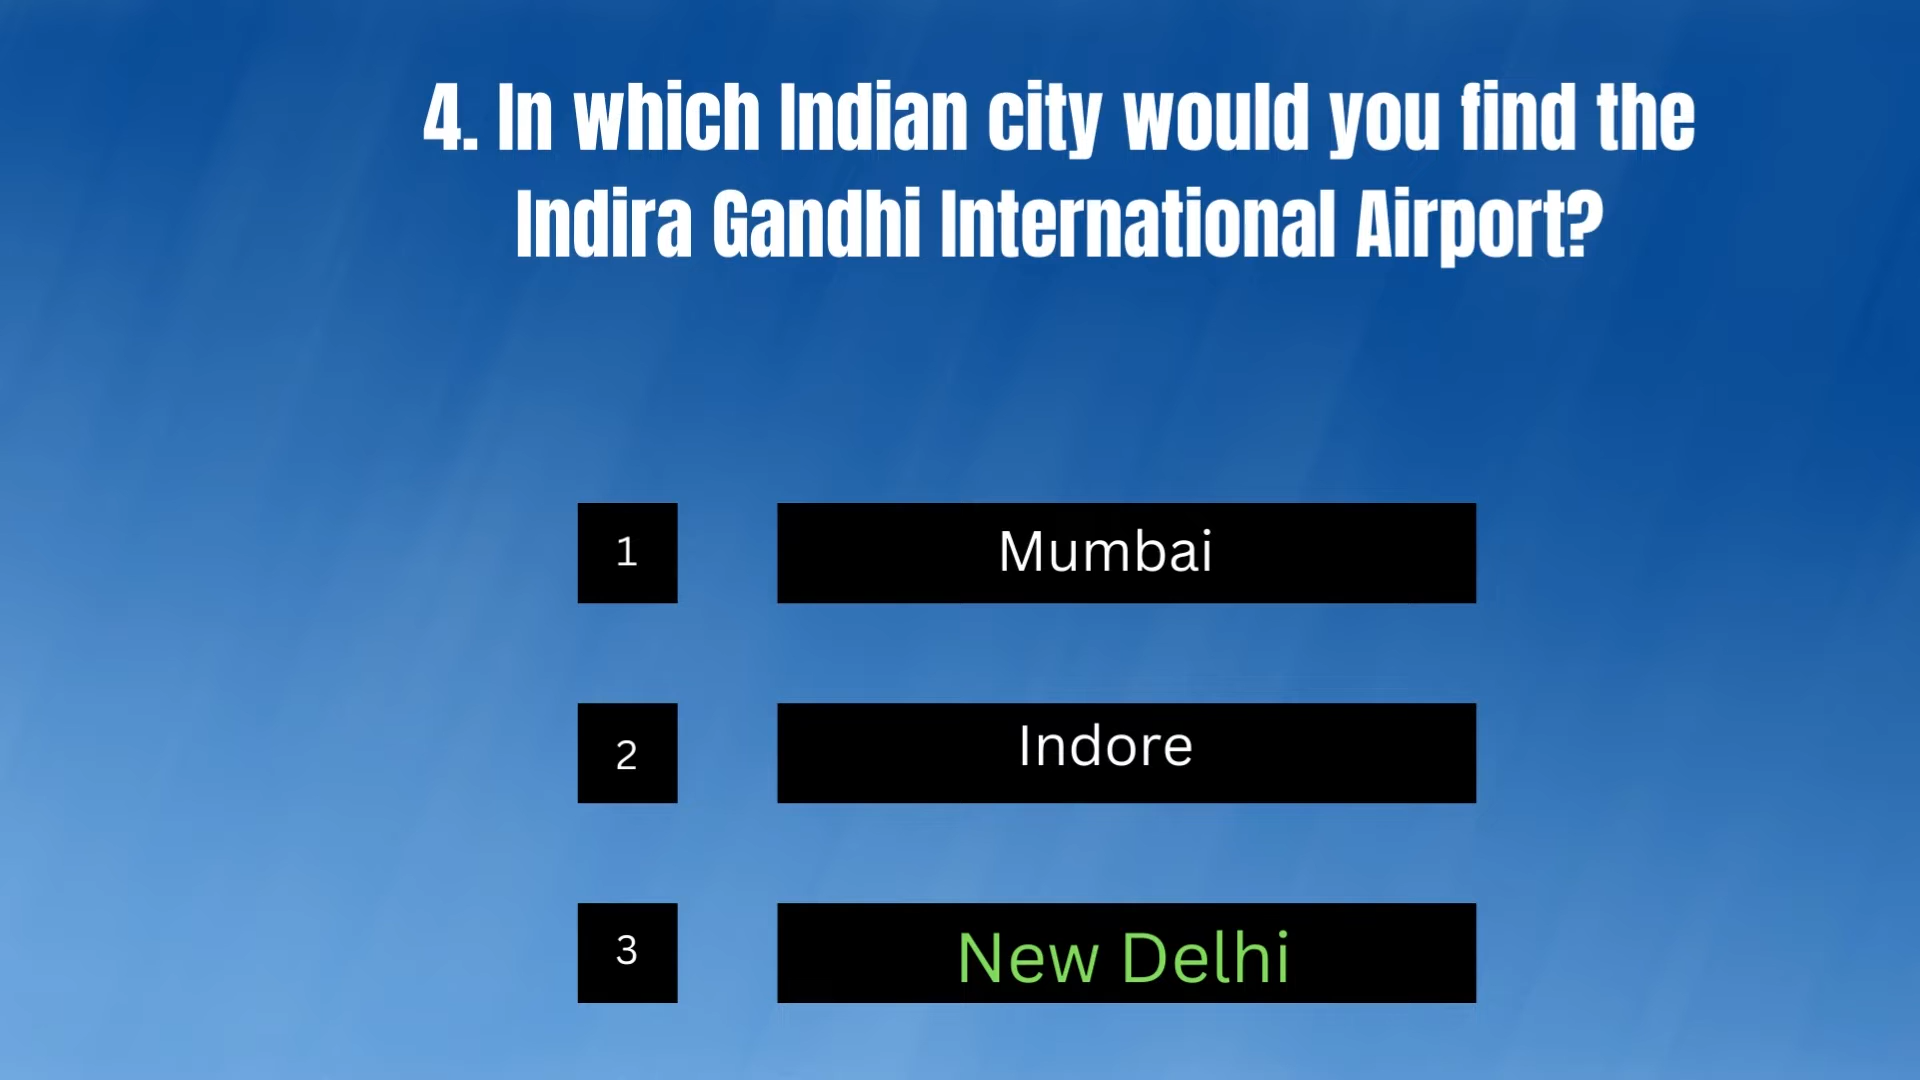 4. In which Indian city would you find the
Indira Gandhi International Airport?
1 Mumbai
2 Indore
3 New Delhi